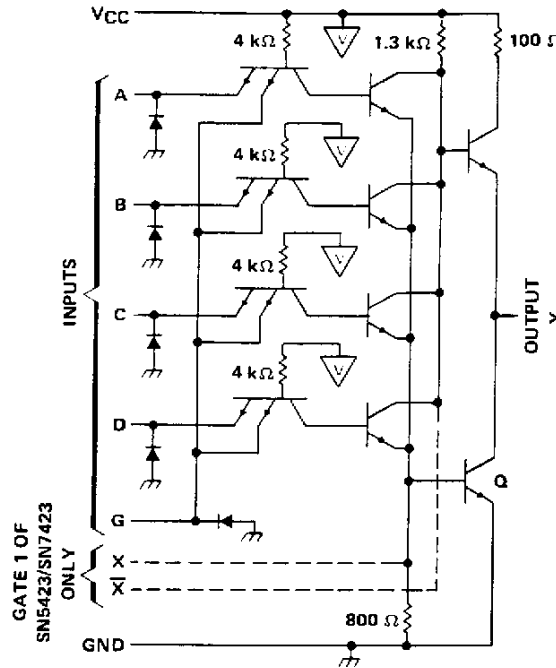 VCC
4 kΩ
V
1.3 kΩ
100 Ω
A
4 kΩ
V
B
4 kΩ
V
C
4 kΩ
V
D
G
X
X̅
INPUTS
GATE 1 OF
SN5423/SN7423
ONLY
OUTPUT
Y
Q
800 Ω
GND